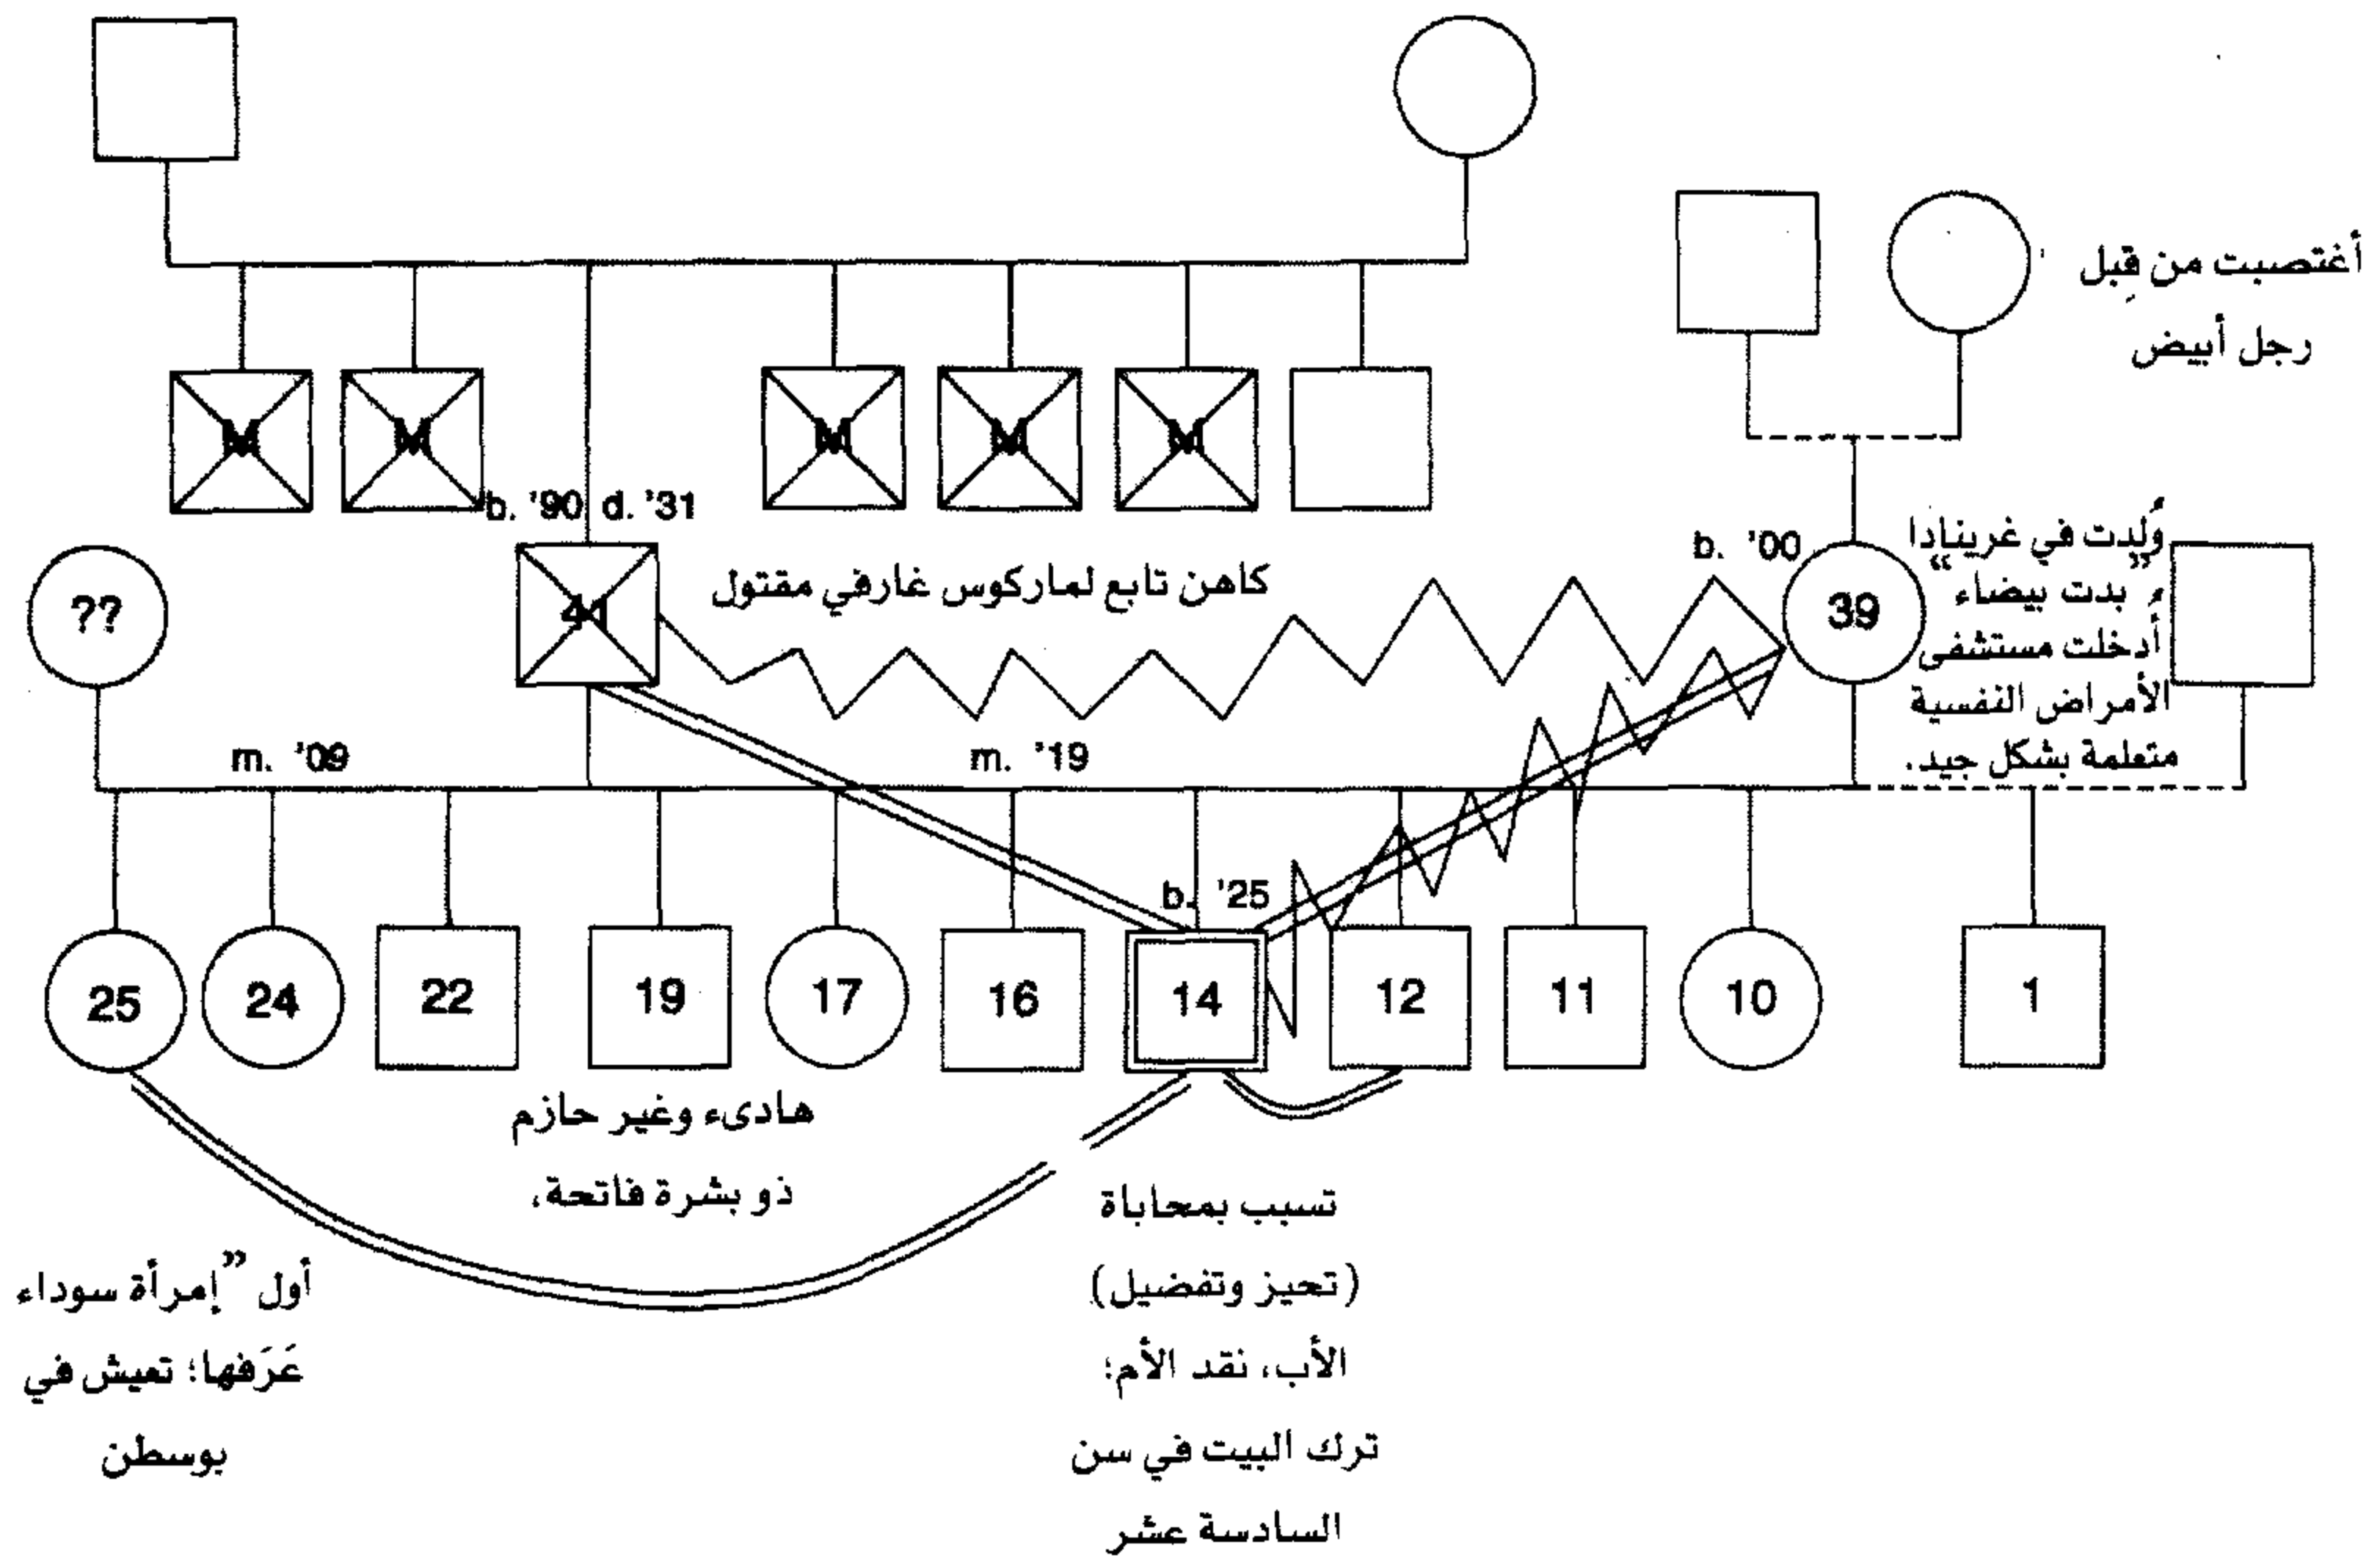 أغتصبت من قِبل
رجل أبيض
M
M
M
M
M
b. '90 d. '31
b. '00
??
41
كاهن تابع لماركوس غارفي مقتول
39
وُلِدت في غرينادا
”بدت بيضاء“
أُدخلت مستشفى
الأمراض النفسية
متعلمة بشكل جيد.
m. '09
m. '19
b. '25
25
24
22
19
17
16
14
12
11
10
1
هادىء وغير حازم
ذو بشرة فاتحة،
أول ”إمرأة سوداء
عَرَفها؛ تعيش في
بوسطن
تسبب بمحاباة
(تحيز وتفضيل)
الأب، نقد الأم؛
ترك البيت في سن
السادسة عشر